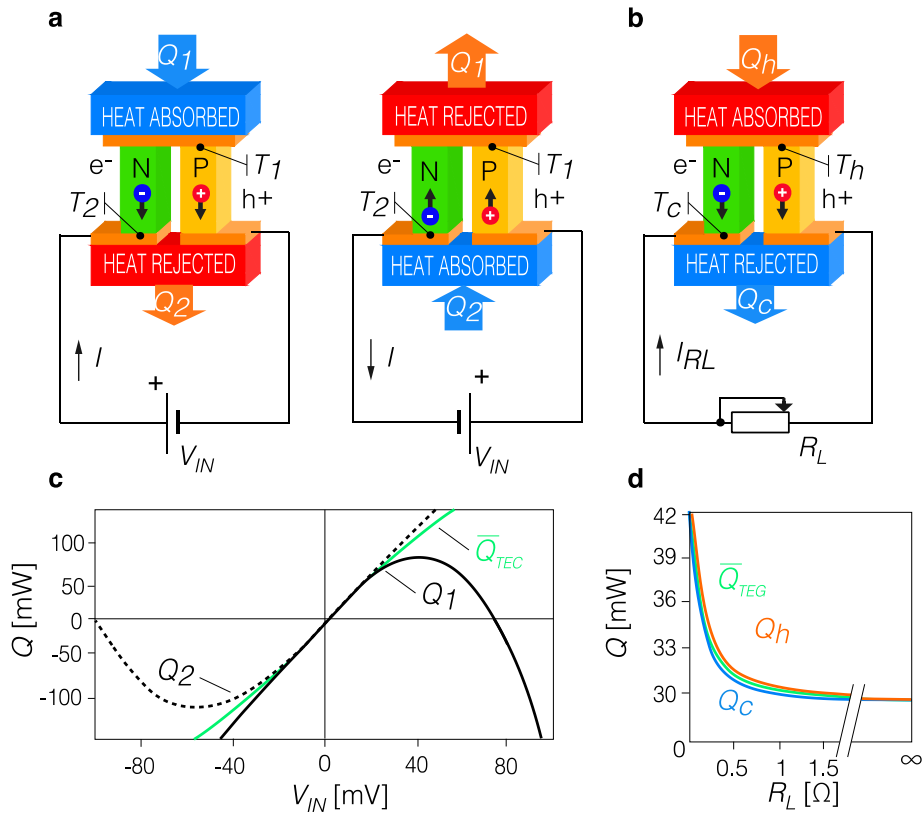 a
b
Q1
Q1
Qh
HEAT ABSORBED
HEAT REJECTED
HEAT ABSORBED
e- N P T1
e- N P T1
e- N P Th
T2 - + h+
T2 - + h+
Tc - + h+
HEAT REJECTED
HEAT ABSORBED
HEAT REJECTED
Q2
Q2
Qc
I
I
IRL
+
+
VIN
VIN
RL
c
d
Q [mW]
100
50
0
-50
-100
Q̅TEC
Q1
Q2
-80 -40 0 40 80
VIN [mV]
Q [mW]
42
39
36
33
30
0
Q̅TEG
Qh
Qc
0.5 1 1.5 ∞
RL [Ω]